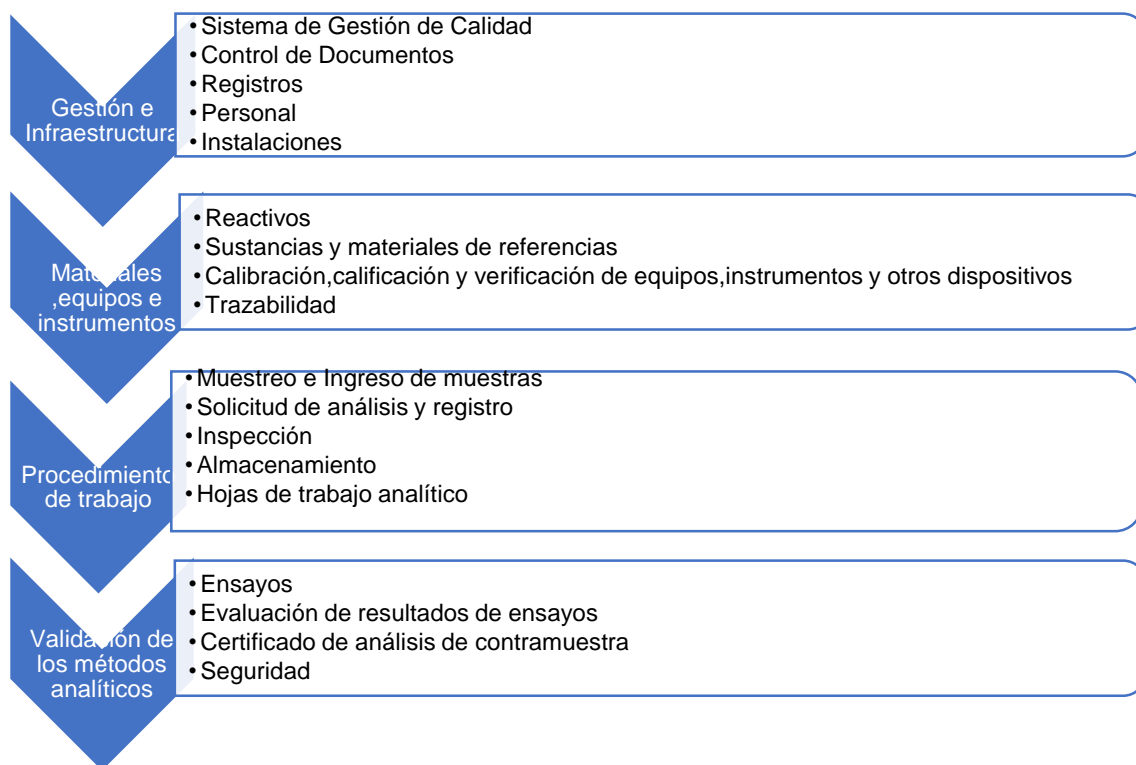 Gestión e
Infraestructura
• Sistema de Gestión de Calidad
• Control de Documentos
• Registros
• Personal
• Instalaciones
Materiales
,equipos e
instrumentos
• Reactivos
• Sustancias y materiales de referencias
• Calibración,calificación y verificación de equipos,instrumentos y otros dispositivos
• Trazabilidad
Procedimiento
de trabajo
• Muestreo e Ingreso de muestras
• Solicitud de análisis y registro
• Inspección
• Almacenamiento
• Hojas de trabajo analítico
Validación de
los métodos
analíticos
• Ensayos
• Evaluación de resultados de ensayos
• Certificado de análisis de contramuestra
• Seguridad